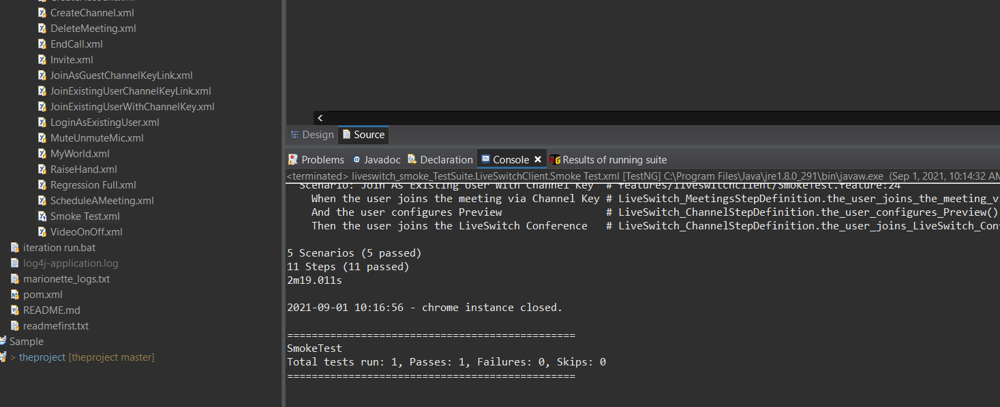 CreateChannel.xml
DeleteMeeting.xml
EndCall.xml
Invite.xml
JoinAsGuestChannelKeyLink.xml
JoinExistingUserChannelKeyLink.xml
JoinExistingUserWithChannelKey.xml
LoginAsExistingUser.xml
MuteUnmuteMic.xml
MyWorld.xml
RaiseHand.xml
Regression Full.xml
ScheduleAMeeting.xml
Smoke Test.xml
VideoOnOff.xml
iteration run.bat
log4j-application.log
marionette_logs.txt
pom.xml
README.md
readmefirst.txt
Sample
> theproject [theproject master]
<
Design Source
Problems @ Javadoc Declaration Console Results of running suite
<terminated> liveswitch_smoke_TestSuite.LiveSwitchClient.Smoke Test.xml [TestNG] C:\Program Files\Java\jre1.8.0_291\bin\javaw.exe (Sep 1, 2021, 10:14:32 AM
Scenario: Join As Existing User With Channel Key # features/liveswitchclient/SmokeTest.feature:24
When the user joins the meeting via Channel Key # LiveSwitch_MeetingsStepDefinition.the_user_joins_the_meeting_vi
And the user configures Preview # LiveSwitch_ChannelStepDefinition.the_user_configures_Preview()
Then the user joins the LiveSwitch Conference # LiveSwitch_ChannelStepDefinition.the_user_joins_LiveSwitch_Con
5 Scenarios (5 passed)
11 Steps (11 passed)
2m19.011s
2021-09-01 10:16:56 - chrome instance closed.
===============================================
SmokeTest
Total tests run: 1, Passes: 1, Failures: 0, Skips: 0
===============================================